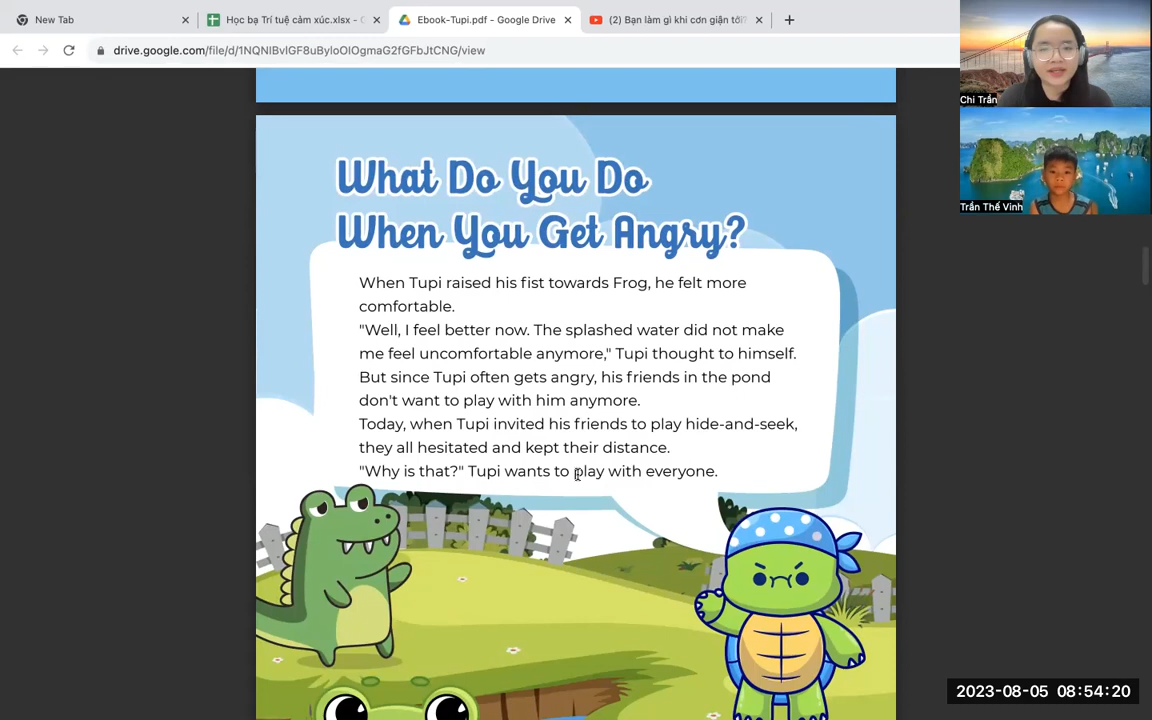 New Tab
Học bạ Trí tuệ cảm xúc.xlsx -
Ebook-Tupi.pdf - Google Drive
(2) Bạn làm gì khi cơn giận tới?
drive.google.com/file/d/1NQNIBvlGF8uByloOIOgmaG2fGFbJtCNG/view
Chi Trần
Trần Thế Vinh
What Do You Do
When You Get Angry?
When Tupi raised his fist towards Frog, he felt more
comfortable.
"Well, I feel better now. The splashed water did not make
me feel uncomfortable anymore," Tupi thought to himself.
But since Tupi often gets angry, his friends in the pond
don't want to play with him anymore.
Today, when Tupi invited his friends to play hide-and-seek,
they all hesitated and kept their distance.
"Why is that?" Tupi wants to play with everyone.
2023-08-05 08:54:20